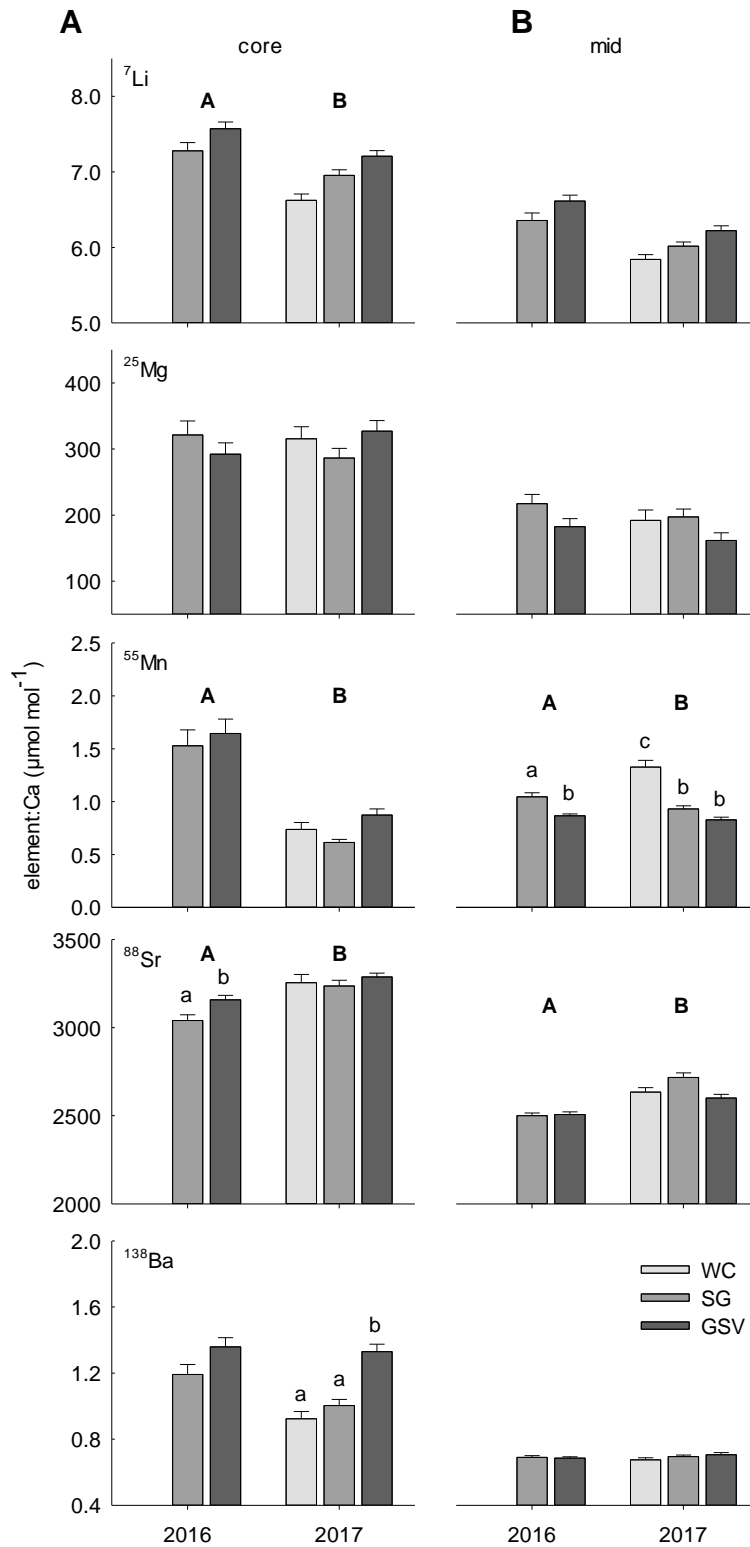 A B
core mid
⁷Li
8.0 A B
7.0
6.0
5.0
²⁵Mg
400
300
200
100
element:Ca (µmol mol⁻¹)
⁵⁵Mn
2.5
2.0 A B A B
1.5 a b c b b
1.0
0.5
0.0
⁸⁸Sr
3500 A B A B
a b
3000
2500
2000
¹³⁸Ba
2.0
WC
1.6 SG
GSV
a a b
1.2
0.8
0.4
2016 2017 2016 2017